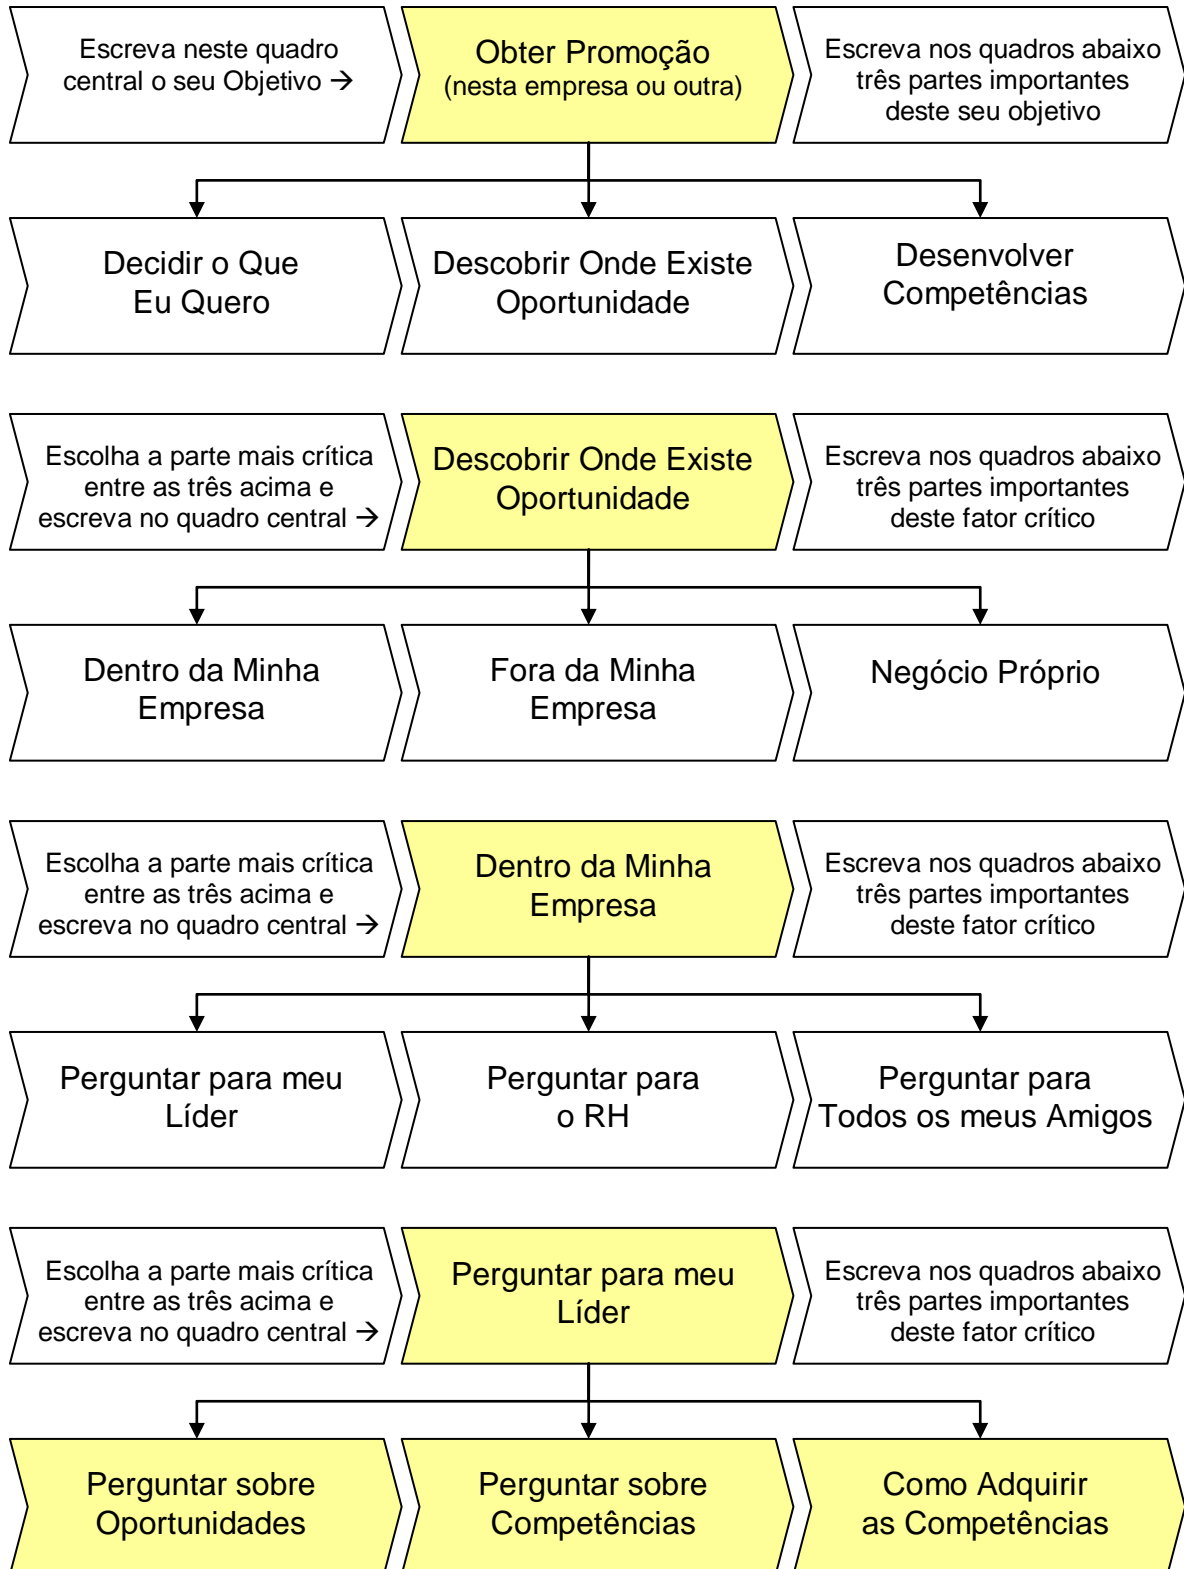 Escreva neste quadro
central o seu Objetivo →
Obter Promoção
(nesta empresa ou outra)
Escreva nos quadros abaixo
três partes importantes
deste seu objetivo
Decidir o Que
Eu Quero
Descobrir Onde Existe
Oportunidade
Desenvolver
Competências
Escolha a parte mais crítica
entre as três acima e
escreva no quadro central →
Descobrir Onde Existe
Oportunidade
Escreva nos quadros abaixo
três partes importantes
deste fator crítico
Dentro da Minha
Empresa
Fora da Minha
Empresa
Negócio Próprio
Escolha a parte mais crítica
entre as três acima e
escreva no quadro central →
Dentro da Minha
Empresa
Escreva nos quadros abaixo
três partes importantes
deste fator crítico
Perguntar para meu
Líder
Perguntar para
o RH
Perguntar para
Todos os meus Amigos
Escolha a parte mais crítica
entre as três acima e
escreva no quadro central →
Perguntar para meu
Líder
Escreva nos quadros abaixo
três partes importantes
deste fator crítico
Perguntar sobre
Oportunidades
Perguntar sobre
Competências
Como Adquirir
as Competências